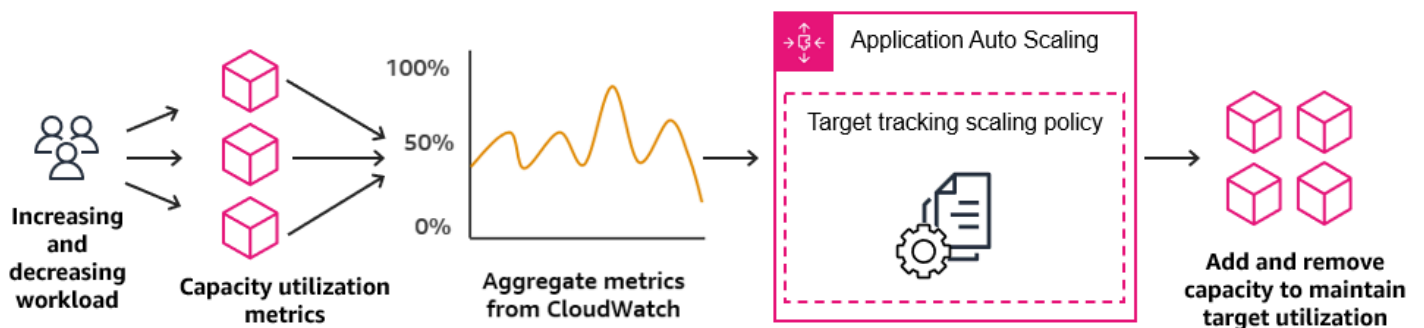 Increasing
and
decreasing
workload
Capacity utilization
metrics
100%
50%
0%
Aggregate metrics
from CloudWatch
Application Auto Scaling
Target tracking scaling policy
Add and remove
capacity to maintain
target utilization